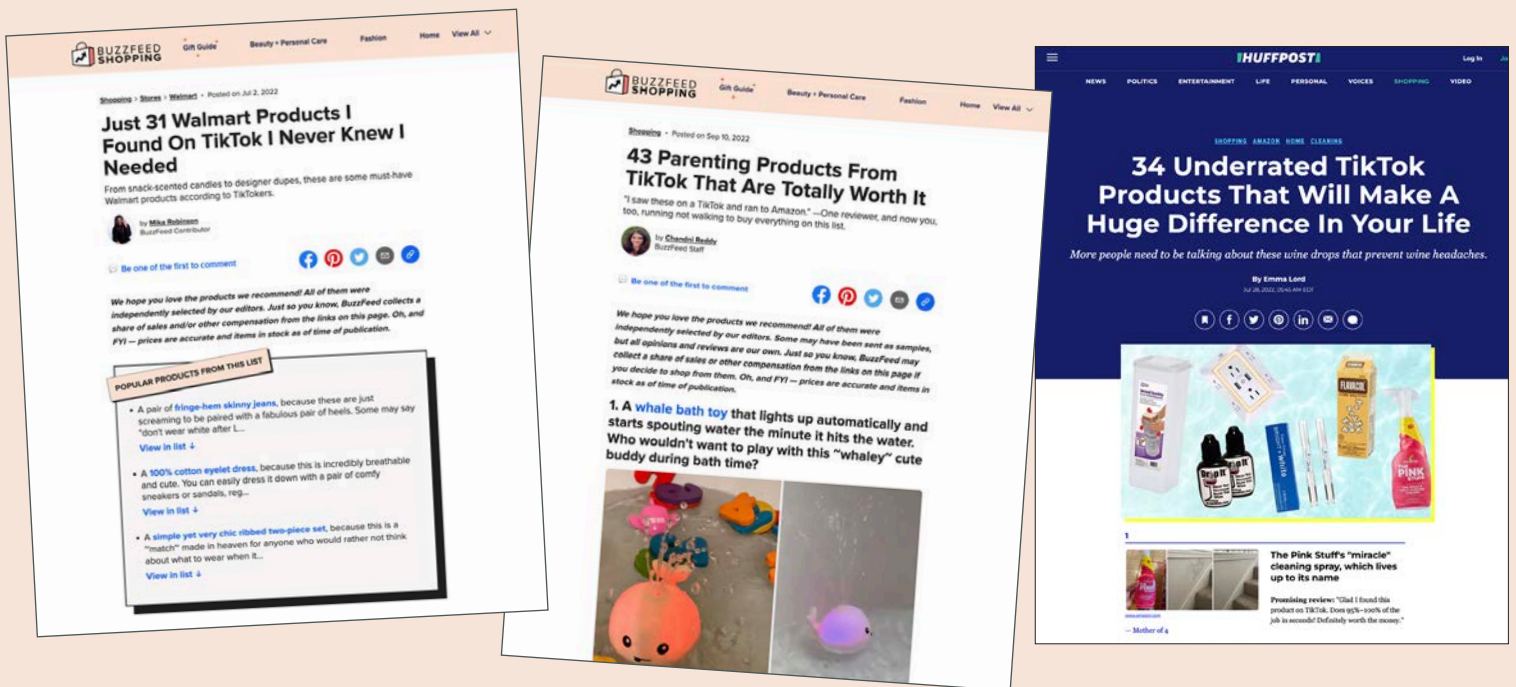 BUZZFEED
SHOPPING
Gift Guide
Beauty + Personal Care
Fashion
Home
View All
Shopping > Stores > Walmart • Posted on Jul 2, 2022
Just 31 Walmart Products I
Found On TikTok I Never Knew I
Needed
From snack-scented candles to designer dupes, these are some must-have
Walmart products according to TikTokers.
by Mika Robinson
BuzzFeed Contributor
Be one of the first to comment
We hope you love the products we recommend! All of them were
independently selected by our editors. Just so you know, BuzzFeed collects a
share of sales and/or other compensation from the links on this page. Oh, and
FYI — prices are accurate and items in stock as of time of publication.
POPULAR PRODUCTS FROM THIS LIST
• A pair of fringe-hem skinny jeans, because these are just
screaming to be paired with a fabulous pair of heels. Some may say
"don't wear white after L...
View in list ↓
• A 100% cotton eyelet dress, because this is incredibly breathable
and cute. You can easily dress it down with a pair of comfy
sneakers or sandals, reg...
View in list ↓
• A simple yet very chic ribbed two-piece set, because this is a
"match" made in heaven for anyone who would rather not think
about what to wear when it...
View in list ↓
BUZZFEED
SHOPPING
Gift Guide
Beauty + Personal Care
Fashion
Home
View All
Shopping • Posted on Sep 10, 2022
43 Parenting Products From
TikTok That Are Totally Worth It
"I saw these on a TikTok and ran to Amazon." —One reviewer, and now you,
too, running not walking to buy everything on this list.
by Chandni Reddy
BuzzFeed Staff
Be one of the first to comment
We hope you love the products we recommend! All of them were
independently selected by our editors. Some may have been sent as samples,
but all opinions and reviews are our own. Just so you know, BuzzFeed may
collect a share of sales or other compensation from the links on this page if
you decide to shop from them. Oh, and FYI — prices are accurate and items in
stock as of time of publication.
1. A whale bath toy that lights up automatically and
starts spouting water the minute it hits the water.
Who wouldn't want to play with this ~whaley~ cute
buddy during bath time?
HUFFPOST
Log In
NEWS
POLITICS
ENTERTAINMENT
LIFE
PERSONAL
VOICES
SHOPPING
VIDEO
SHOPPING AMAZON HOME CLEANING
34 Underrated TikTok
Products That Will Make A
Huge Difference In Your Life
More people need to be talking about these wine drops that prevent wine headaches.
By Emma Lord
Jul 28, 2022, 05:45 AM EDT
FLAVACOL
Drop It
Drop It
White
THE
PINK
STUFF
1
The Pink Stuff's "miracle"
cleaning spray, which lives
up to its name
Promising review: "Glad I found this
product on TikTok. Does 95%–100% of the
job in seconds! Definitely worth the money."
www.amazon.com
— Mother of 4